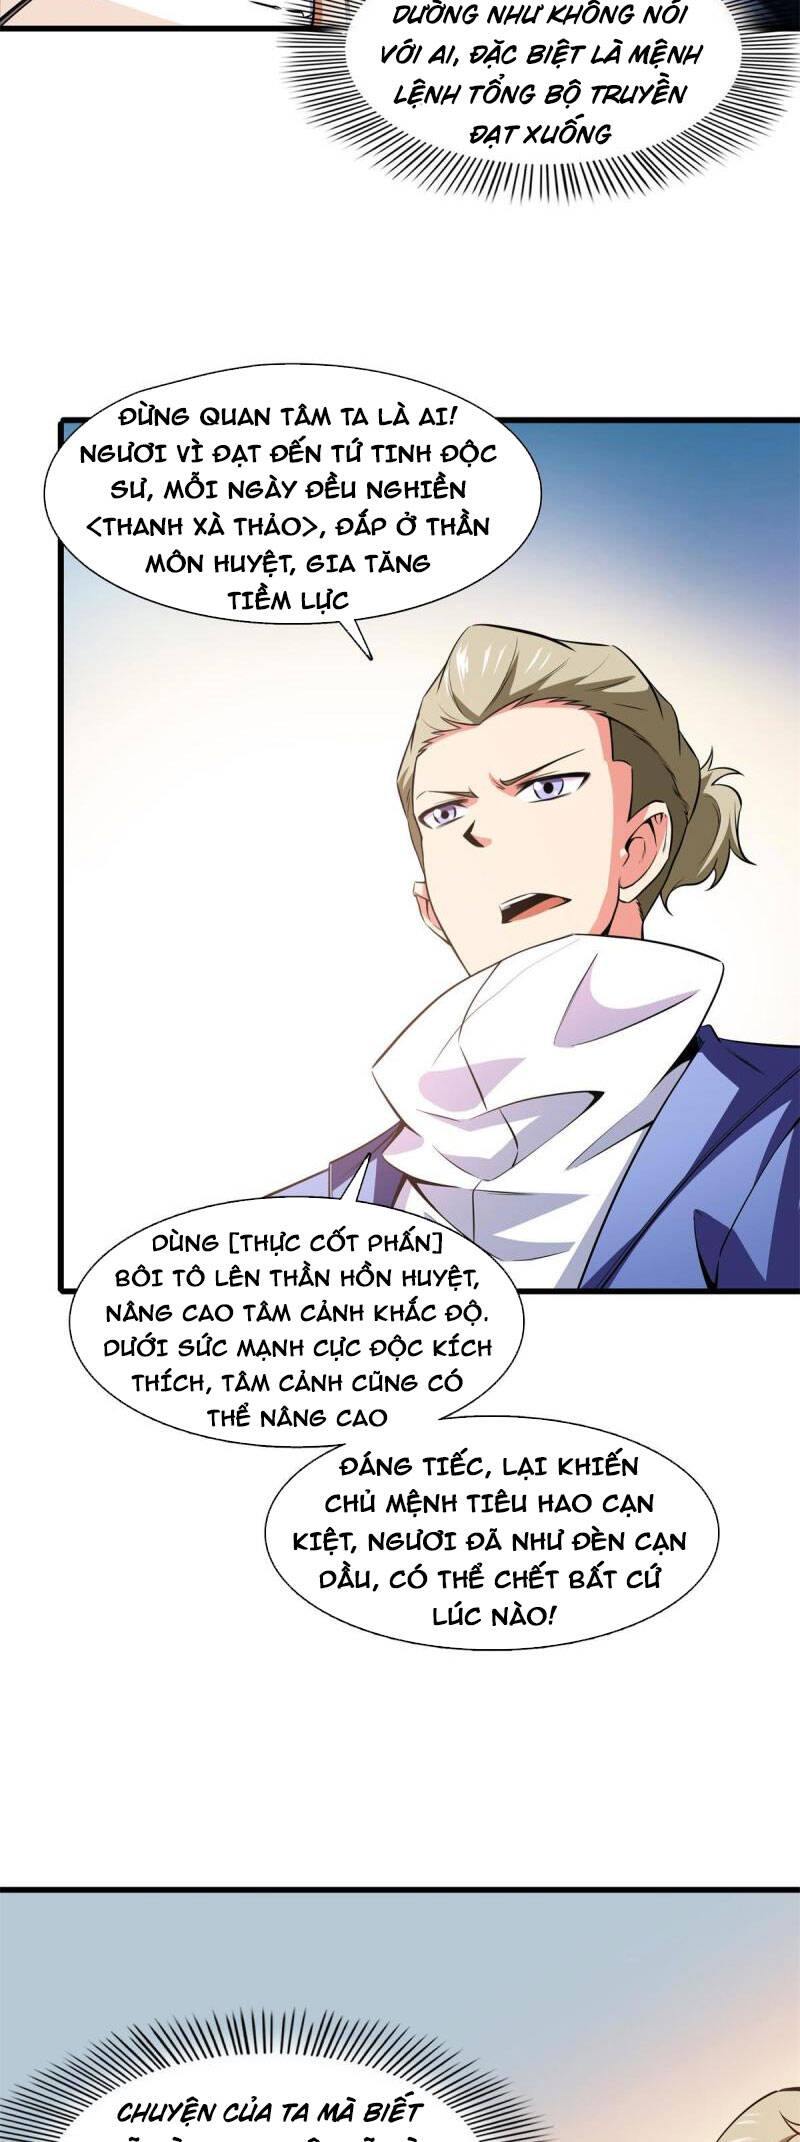 DƯỜNG NHƯ KHÔNG NÓI
VỚI AI, ĐẶC BIỆT LÀ MỆNH
LỆNH TỔNG BỘ TRUYỀN
ĐẠT XUỐNG
ĐỪNG QUAN TÂM TA LÀ AI!
NGƯƠI VÌ ĐẠT ĐẾN TỨ TINH ĐỘC
SƯ, MỖI NGÀY ĐỀU NGHIỀN
<THANH XÀ THẢO>, ĐẮP Ở THẦN
MÔN HUYỆT, GIA TĂNG
TIỀM LỰC
DÙNG [THỰC CỐT PHẤN]
BÔI TÔ LÊN THẦN HỒN HUYỆT,
NÂNG CAO TÂM CẢNH KHẮC ĐỘ.
DƯỚI SỨC MẠNH CỰC ĐỘC KÍCH
THÍCH, TÂM CẢNH CŨNG CÓ
THỂ NÂNG CAO
ĐÁNG TIẾC, LẠI KHIẾN
CHỦ MỆNH TIÊU HAO CẠN
KIỆT, NGƯƠI ĐÃ NHƯ ĐÈN CẠN
DẦU, CÓ THỂ CHẾT BẤT CỨ
LÚC NÀO!
CHUYỆN CỦA TA MÀ BIẾT